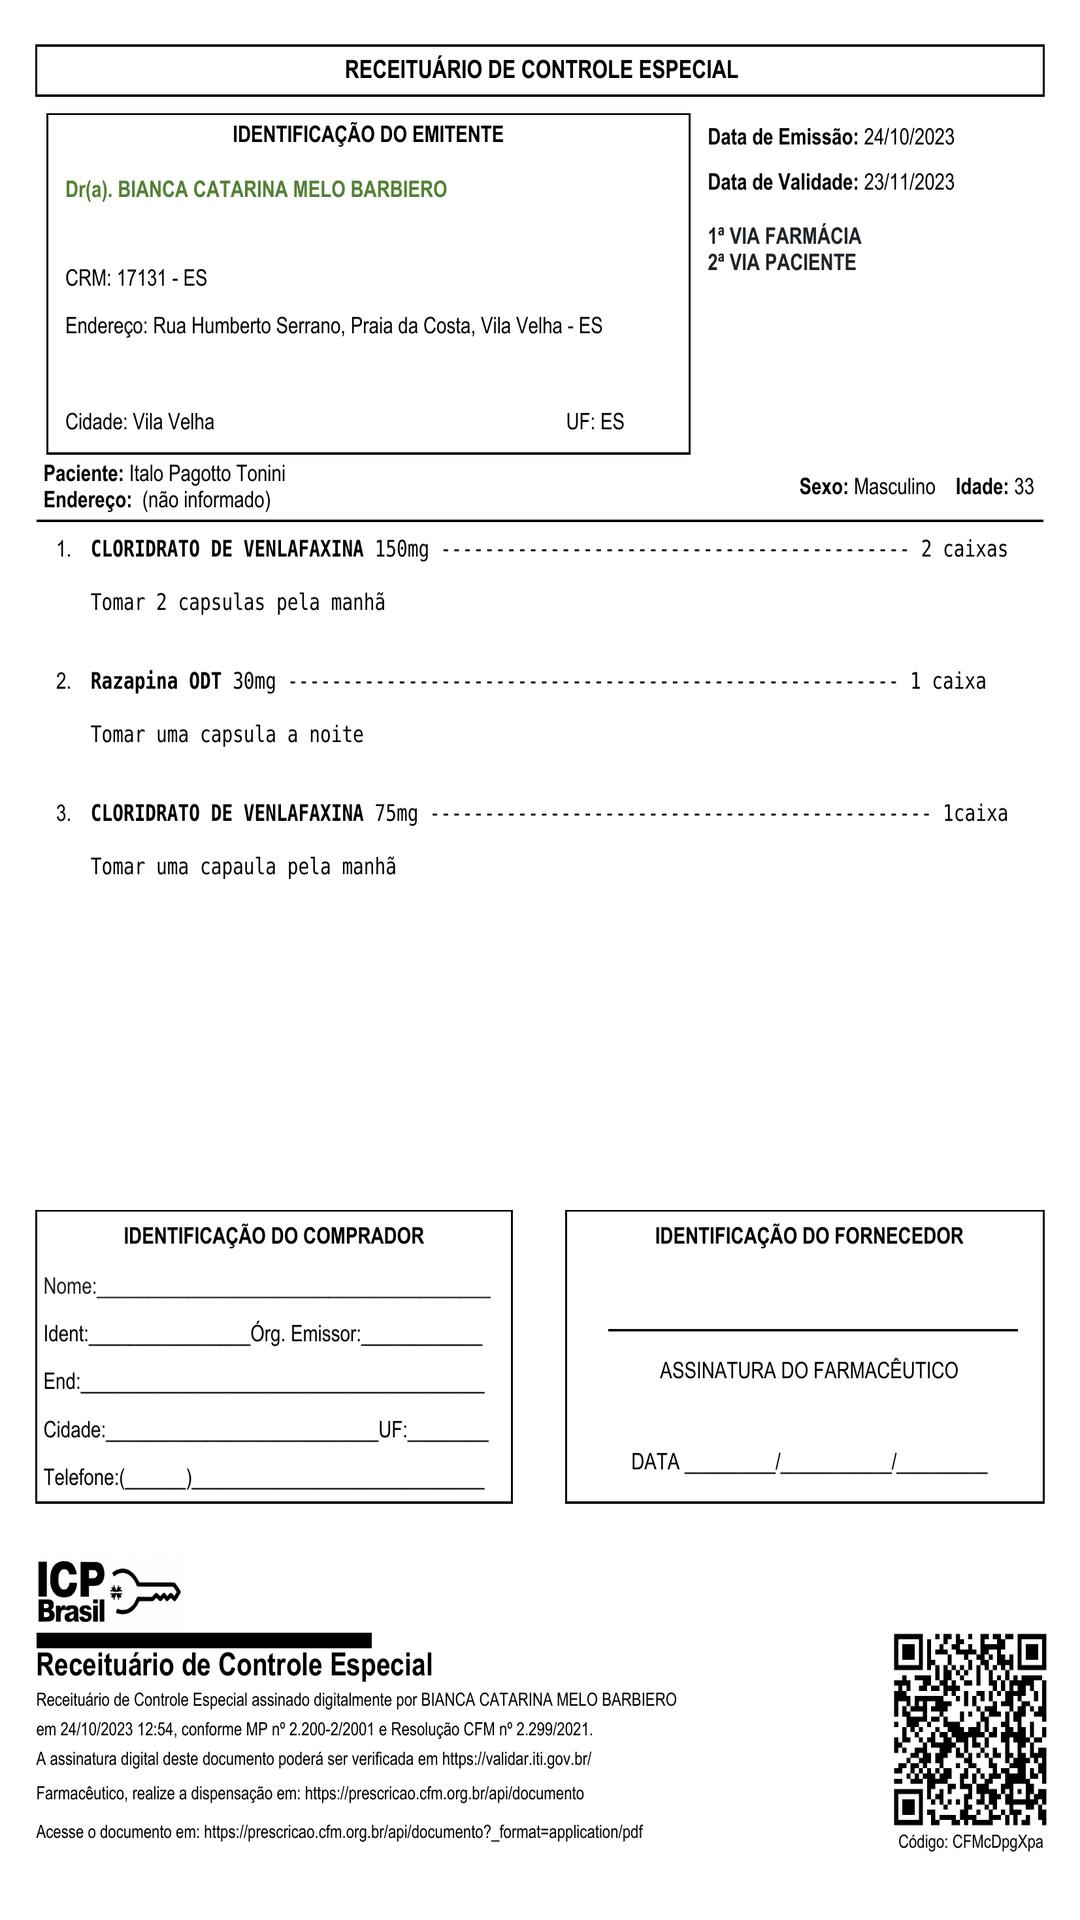 RECEITUÁRIO DE CONTROLE ESPECIAL
IDENTIFICAÇÃO DO EMITENTE
Dr(a). BIANCA CATARINA MELO BARBIERO
CRM: 17131 - ES
Endereço: Rua Humberto Serrano, Praia da Costa, Vila Velha - ES
Cidade: Vila Velha UF: ES
Data de Emissão: 24/10/2023
Data de Validade: 23/11/2023
1ª VIA FARMÁCIA
2ª VIA PACIENTE
Paciente: Italo Pagotto Tonini
Endereço: (não informado)
Sexo: Masculino Idade: 33
1. CLORIDRATO DE VENLAFAXINA 150mg ------------------------------------------- 2 caixas
Tomar 2 capsulas pela manhã
2. Razapina ODT 30mg -------------------------------------------------------- 1 caixa
Tomar uma capsula a noite
3. CLORIDRATO DE VENLAFAXINA 75mg ---------------------------------------------- 1caixa
Tomar uma capaula pela manhã
IDENTIFICAÇÃO DO COMPRADOR
Nome:_______________________________________
Ident:________________Órg. Emissor:____________
End:________________________________________
Cidade:___________________________UF:________
Telefone:(______)_____________________________
IDENTIFICAÇÃO DO FORNECEDOR
ASSINATURA DO FARMACÊUTICO
DATA _________/___________/_________
ICP
Brasil
Receituário de Controle Especial
Receituário de Controle Especial assinado digitalmente por BIANCA CATARINA MELO BARBIERO
em 24/10/2023 12:54, conforme MP nº 2.200-2/2001 e Resolução CFM nº 2.299/2021.
A assinatura digital deste documento poderá ser verificada em https://validar.iti.gov.br/
Farmacêutico, realize a dispensação em: https://prescricao.cfm.org.br/api/documento
Acesse o documento em: https://prescricao.cfm.org.br/api/documento?_format=application/pdf
Código: CFMcDpgXpa